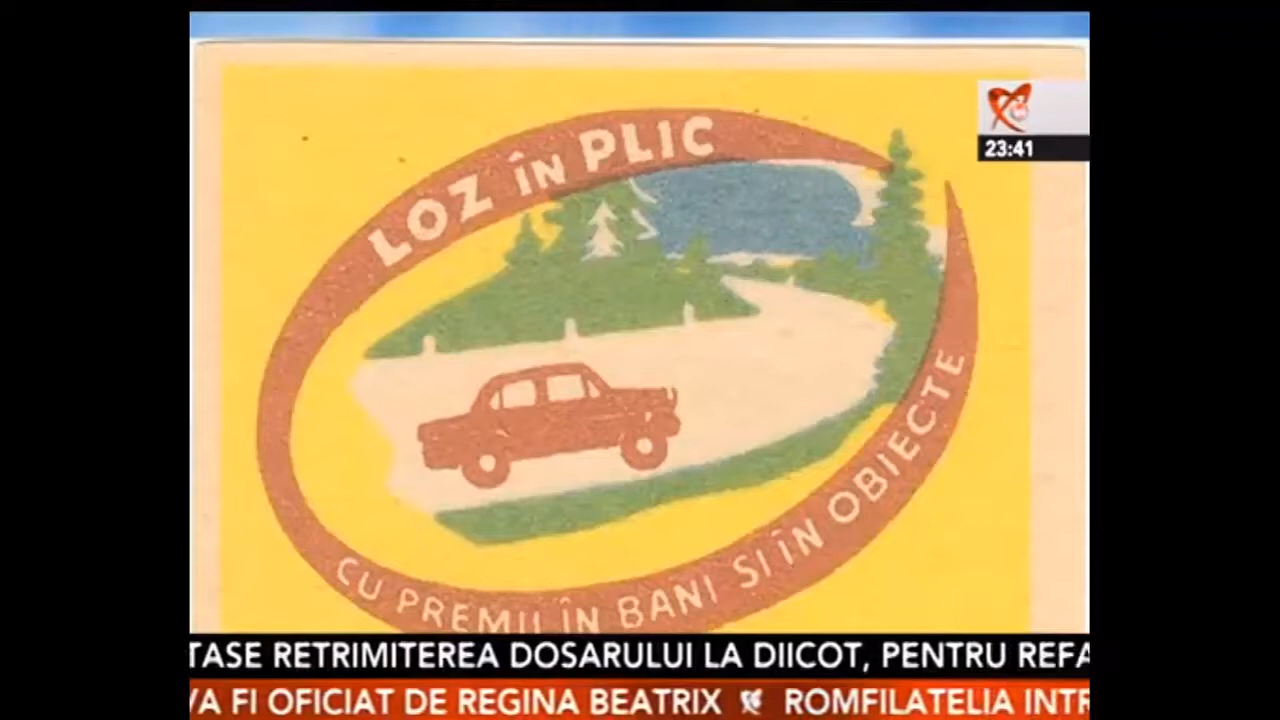 LOZ în PLIC
CU PREMII ÎN BANI SI ÎN OBIECTE
23:41
TASE RETRIMITEREA DOSARULUI LA DIICOT, PENTRU REFA
VA FI OFICIAT DE REGINA BEATRIX ROMFILATELIA INTR